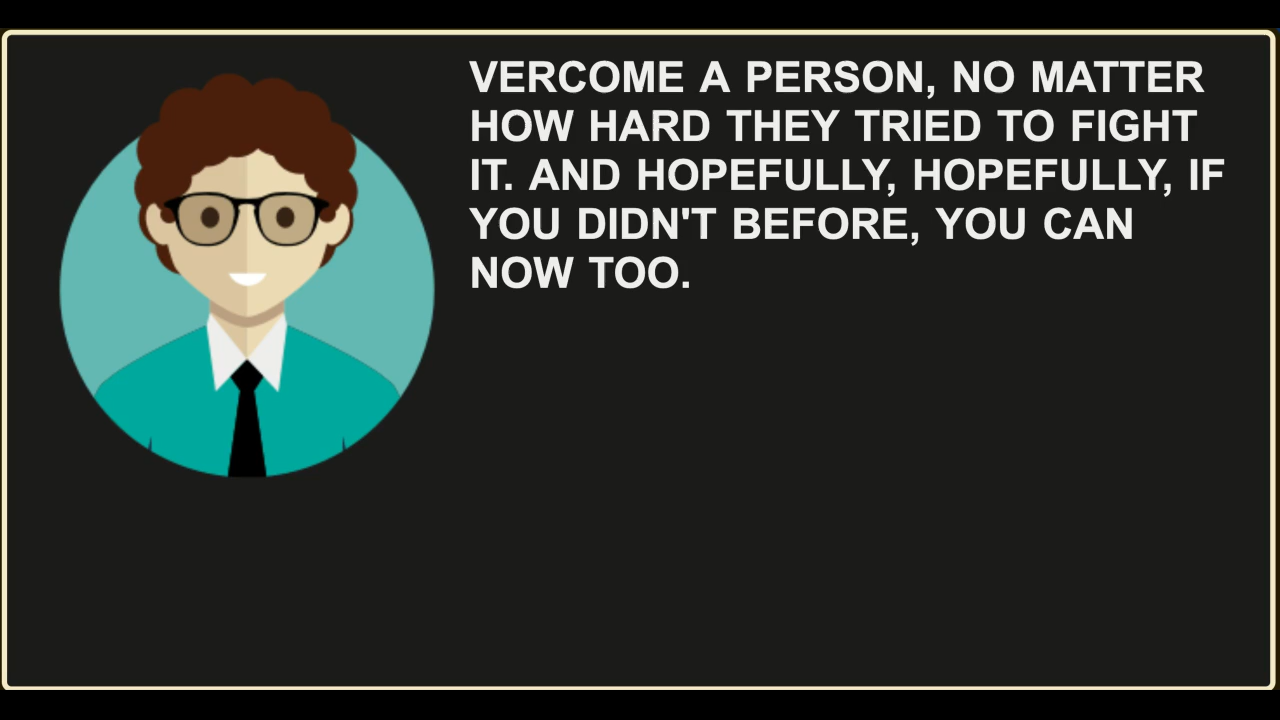 VERCOME A PERSON, NO MATTER
HOW HARD THEY TRIED TO FIGHT
IT. AND HOPEFULLY, HOPEFULLY, IF
YOU DIDN'T BEFORE, YOU CAN
NOW TOO.